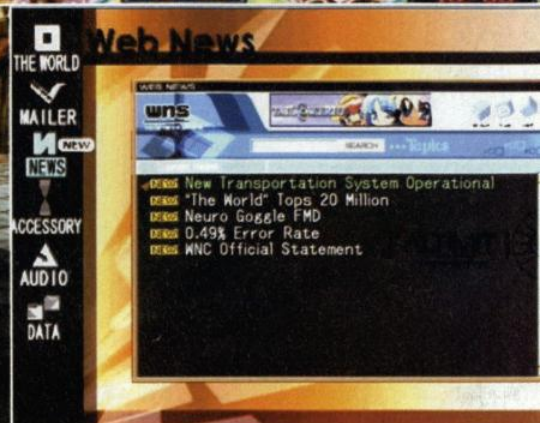 Web News
THE WORLD
MAILER
NEW
NEWS
ACCESSORY
AUDIO
DATA
WEB NEWS
wns
SEARCH
Topics
NEW New Transportation System Operational
NEW "The World" Tops 20 Million
NEW Neuro Goggle FMD
NEW 0.49% Error Rate
NEW WNC Official Statement